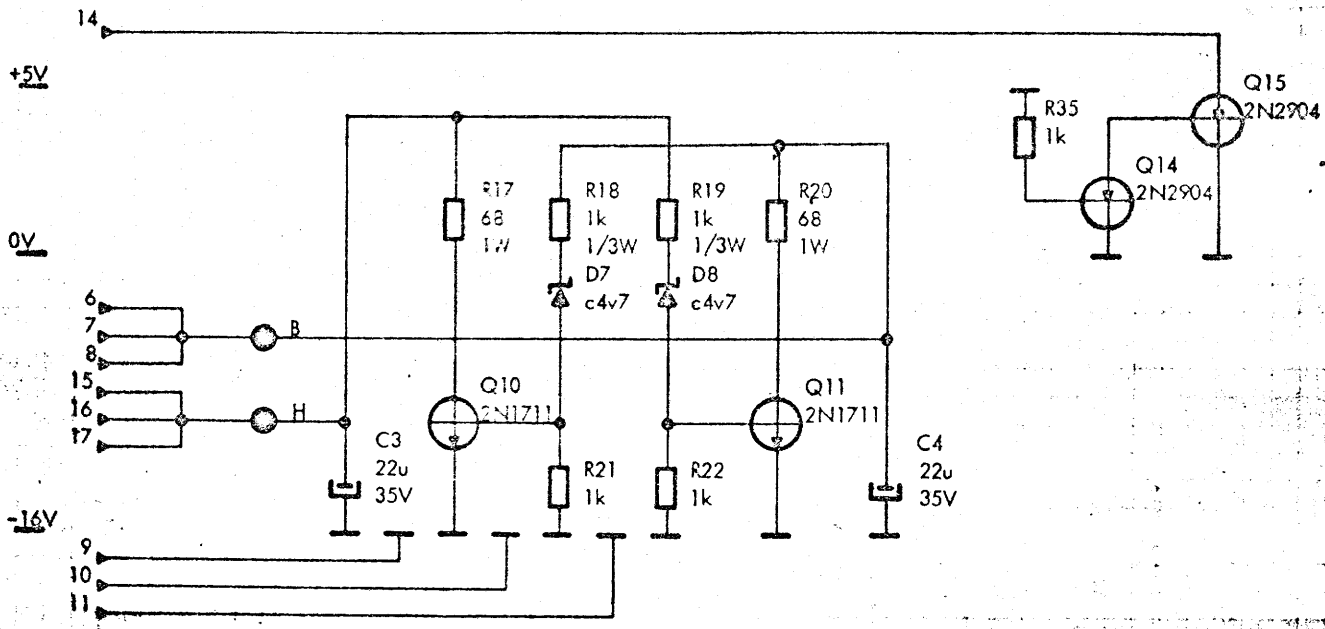 14
+5V
Q15
2N2904
R35
1k
Q14
2N2904
R17
68
1W
R18
1k
1/3W
R19
1k
1/3W
R20
68
1W
0V
D7
c4v7
D8
c4v7
6
7
8
B
15
16
17
H
Q10
2N1711
Q11
2N1711
C3
22u
35V
R21
1k
R22
1k
C4
22u
35V
-16V
9
10
11